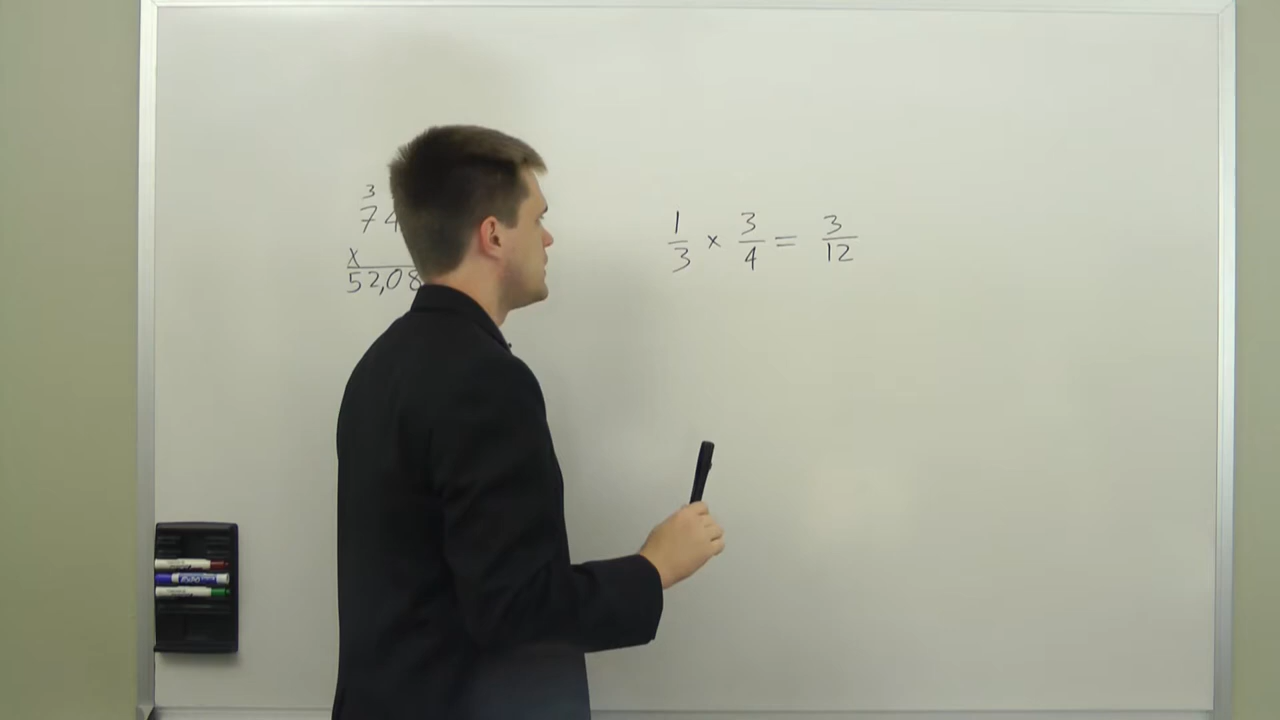 3
74
x
52,08
1/3 x 3/4 = 3/12